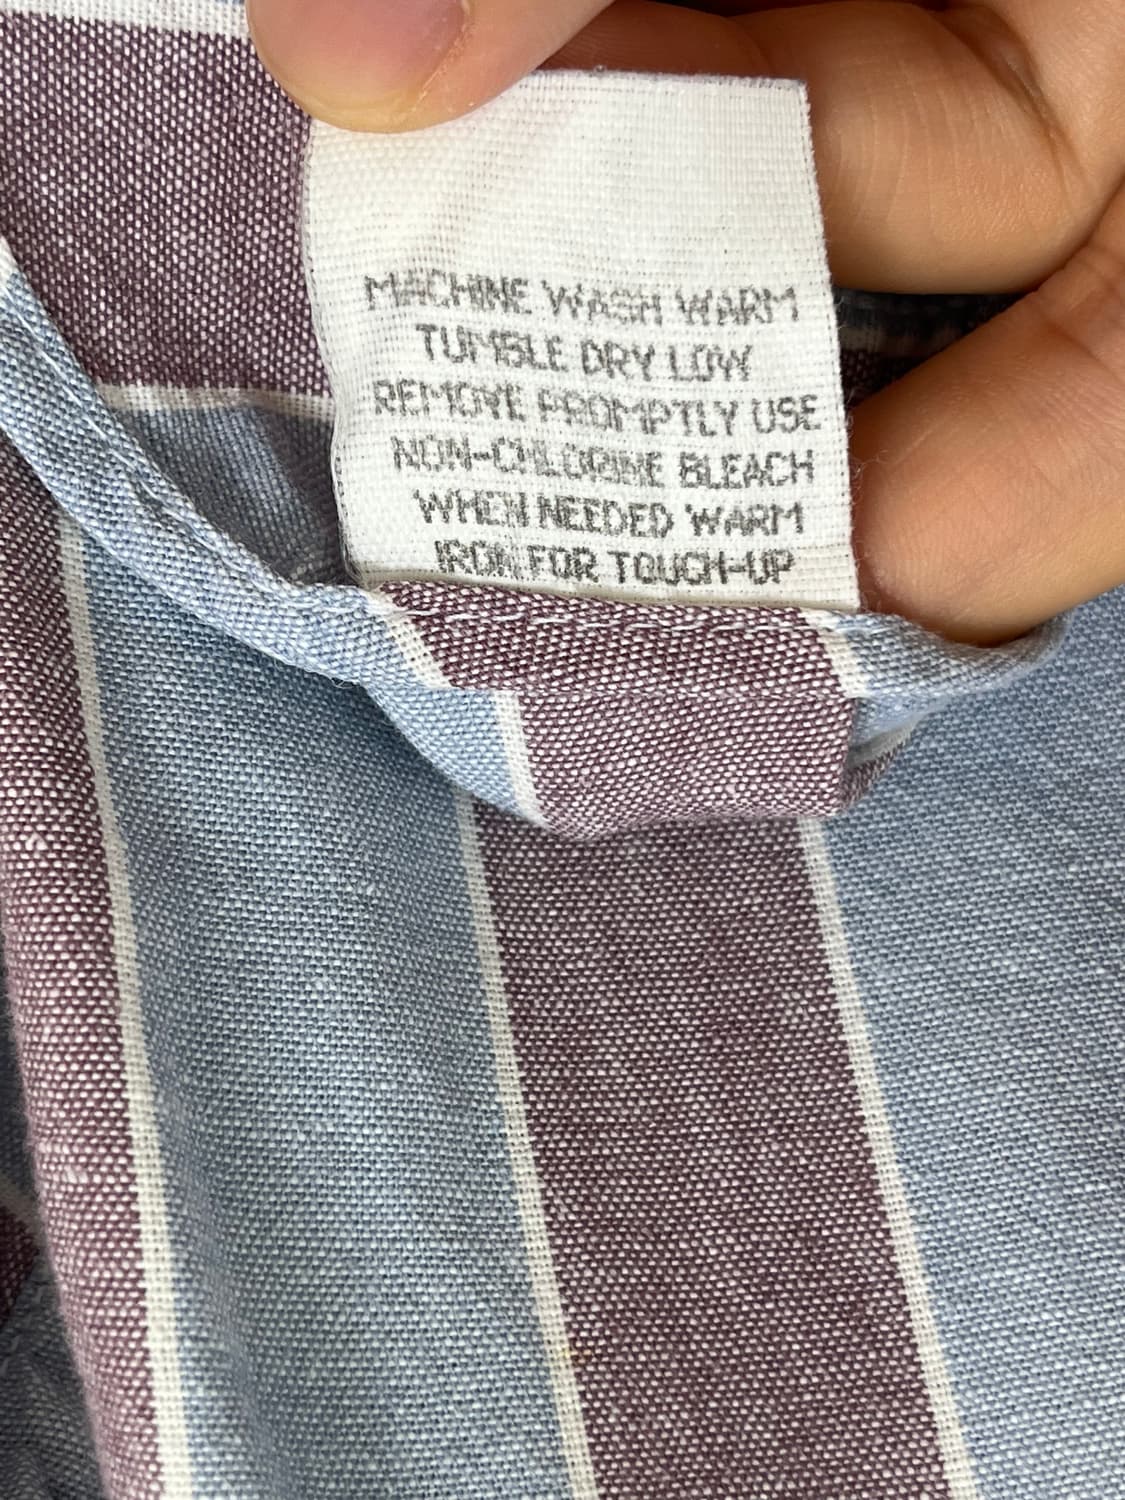 MACHINE WASH WARM
TUMBLE DRY LOW
REMOVE PROMPTLY USE
NON-CHLORINE BLEACH
WHEN NEEDED WARM
IRON FOR TOUCH-UP